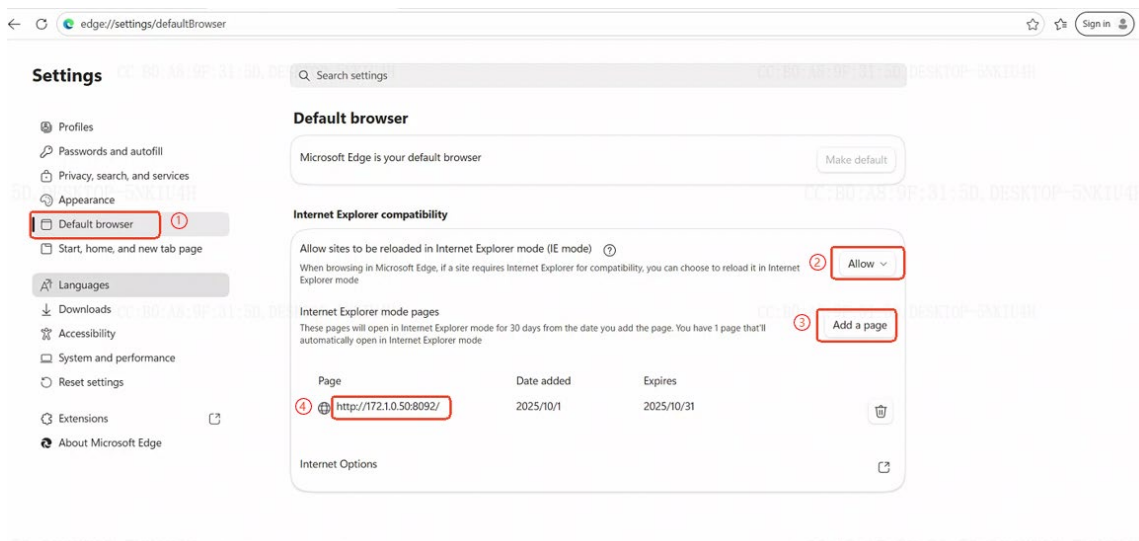 edge://settings/defaultBrowser
Sign in
Settings
Search settings
Profiles
Passwords and autofill
Privacy, search, and services
Appearance
Default browser
①
Start, home, and new tab page
Languages
Downloads
Accessibility
System and performance
Reset settings
Extensions
About Microsoft Edge
Default browser
Microsoft Edge is your default browser
Make default
Internet Explorer compatibility
Allow sites to be reloaded in Internet Explorer mode (IE mode)
When browsing in Microsoft Edge, if a site requires Internet Explorer for compatibility, you can choose to reload it in Internet
Explorer mode
② Allow
Internet Explorer mode pages
These pages will open in Internet Explorer mode for 30 days from the date you add the page. You have 1 page that'll
automatically open in Internet Explorer mode
③ Add a page
Page Date added Expires
④ http://172.1.0.50:8092/ 2025/10/1 2025/10/31
Internet Options